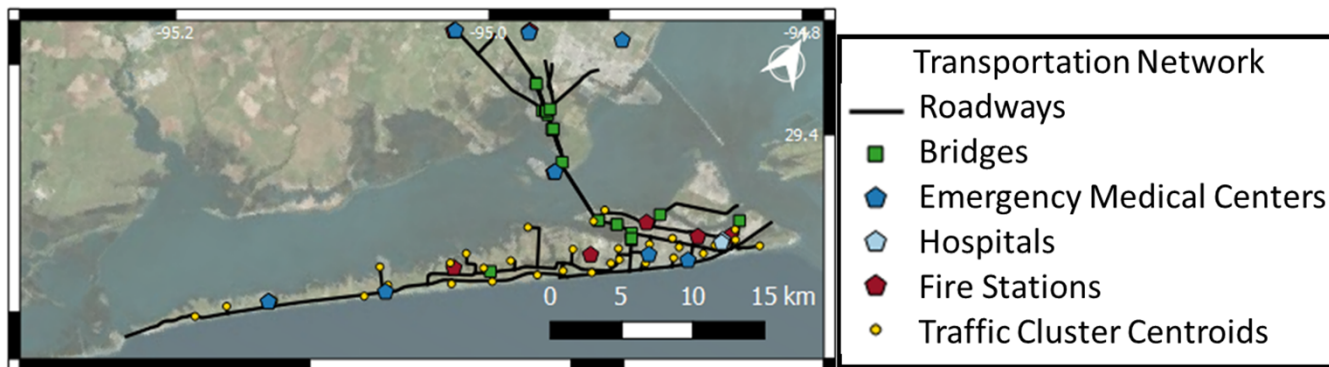 -95.2
-95.0
-94.8
29.4
0 5 10 15 km
Transportation Network
Roadways
Bridges
Emergency Medical Centers
Hospitals
Fire Stations
Traffic Cluster Centroids